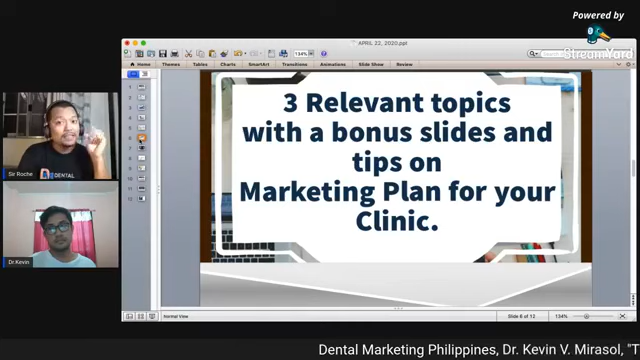 Powered by
StreamYard
APRIL 22, 2020.ppt
134%
Home Themes Tables Charts SmartArt Transitions Animations Slide Show Review
3 Relevant topics
with a bonus slides and
tips on
Marketing Plan for your
Clinic.
DENTAL
Sir Roche
Dr.Kevin
Normal View
Slide 6 of 12
134%
Dental Marketing Philippines, Dr. Kevin V. Mirasol, "T